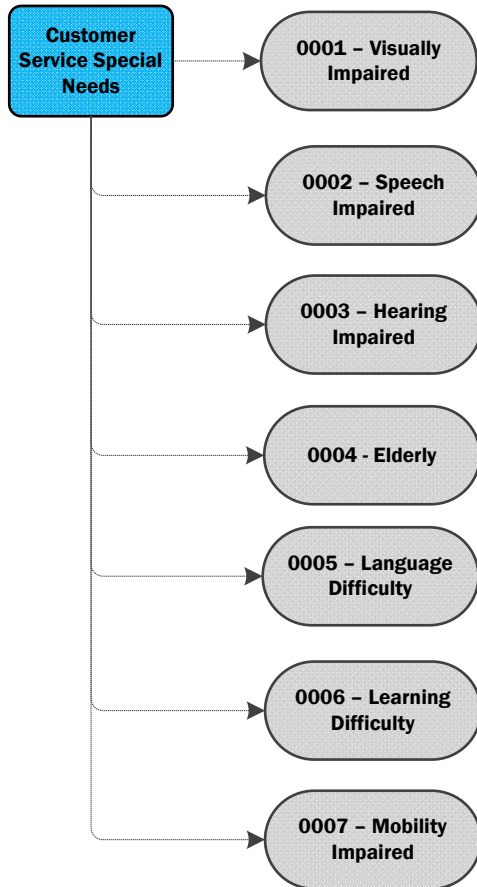 Customer
Service Special
Needs
0001 – Visually
Impaired
0002 – Speech
Impaired
0003 – Hearing
Impaired
0004 - Elderly
0005 – Language
Difficulty
0006 – Learning
Difficulty
0007 – Mobility
Impaired